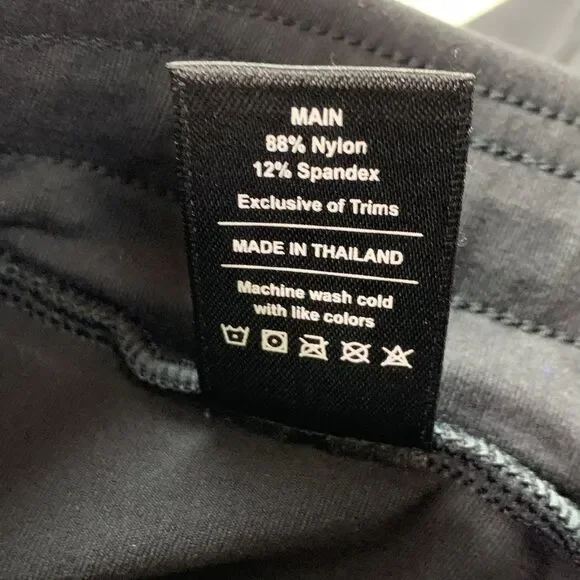 MAIN
88% Nylon
12% Spandex
Exclusive of Trims
MADE IN THAILAND
Machine wash cold
with like colors